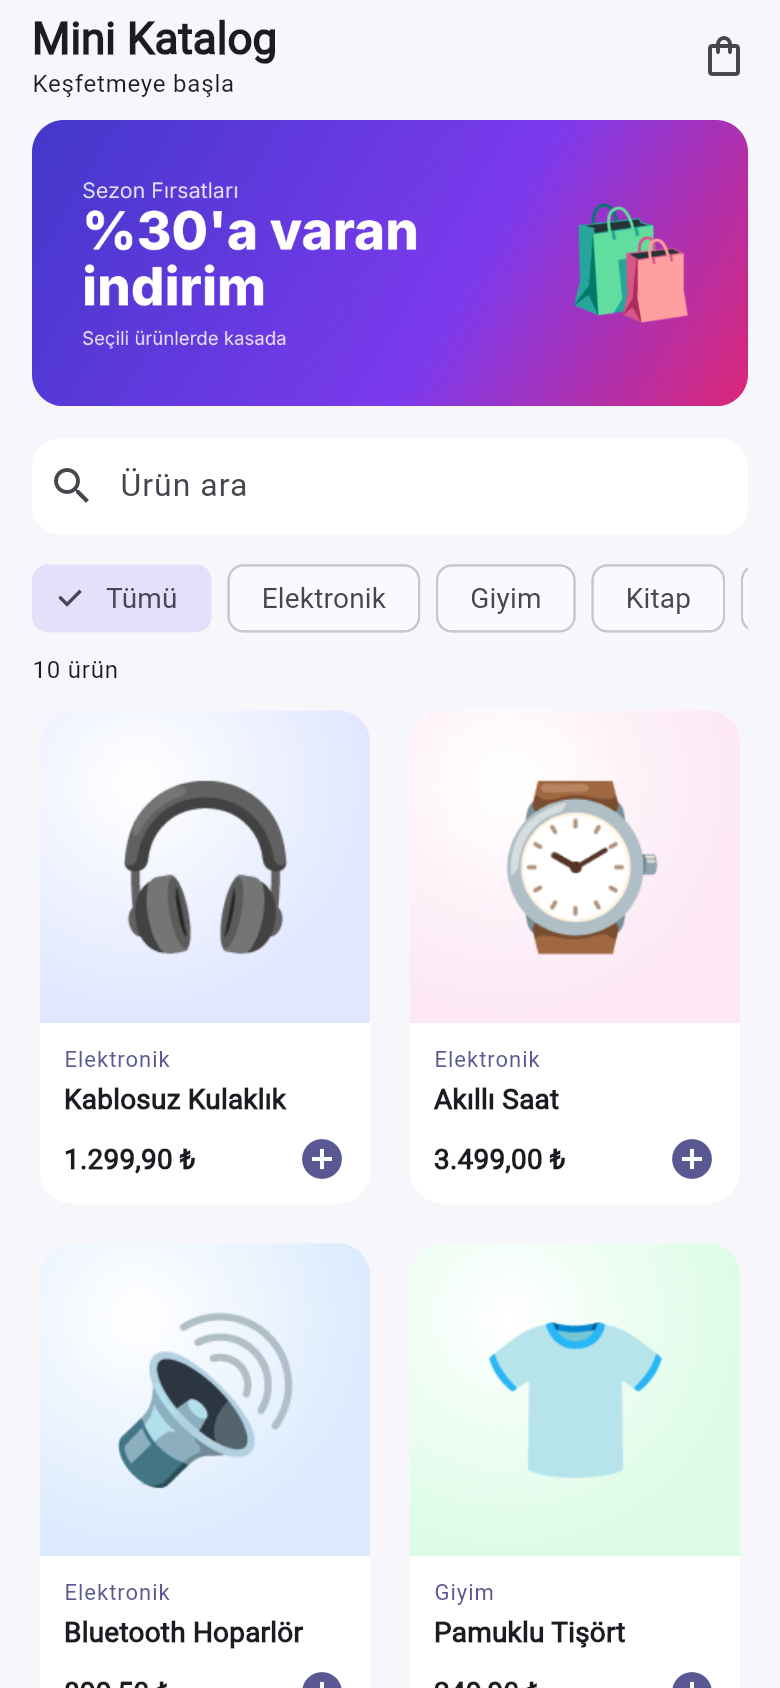 Mini Katalog
Keşfetmeye başla
Sezon Fırsatları
%30'a varan
indirim
Seçili ürünlerde kasada
Ürün ara
Tümü Elektronik Giyim Kitap
10 ürün
Elektronik
Kablosuz Kulaklık
1.299,90 ₺
Elektronik
Akıllı Saat
3.499,00 ₺
Elektronik
Bluetooth Hoparlör
Giyim
Pamuklu Tişört